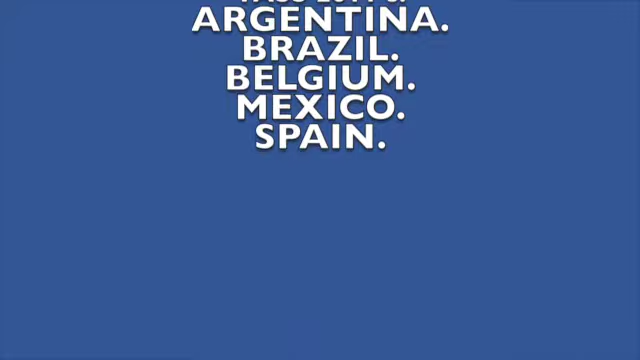 ARGENTINA.
BRAZIL.
BELGIUM.
MEXICO.
SPAIN.